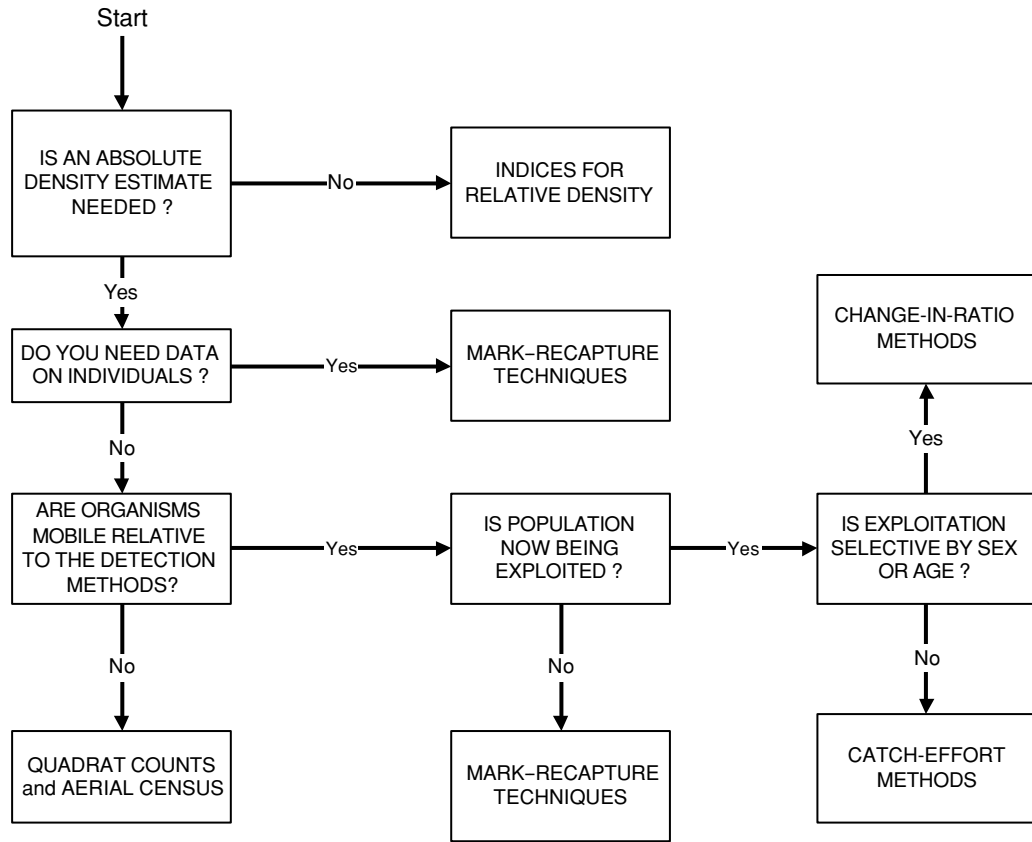 Start
IS AN ABSOLUTE
DENSITY ESTIMATE
NEEDED ?
No
INDICES FOR
RELATIVE DENSITY
Yes
DO YOU NEED DATA
ON INDIVIDUALS ?
Yes
MARK–RECAPTURE
TECHNIQUES
CHANGE-IN-RATIO
METHODS
No
Yes
ARE ORGANISMS
MOBILE RELATIVE
TO THE DETECTION
METHODS?
Yes
IS POPULATION
NOW BEING
EXPLOITED ?
Yes
IS EXPLOITATION
SELECTIVE BY SEX
OR AGE ?
No
No
No
QUADRAT COUNTS
and AERIAL CENSUS
MARK–RECAPTURE
TECHNIQUES
CATCH-EFFORT
METHODS